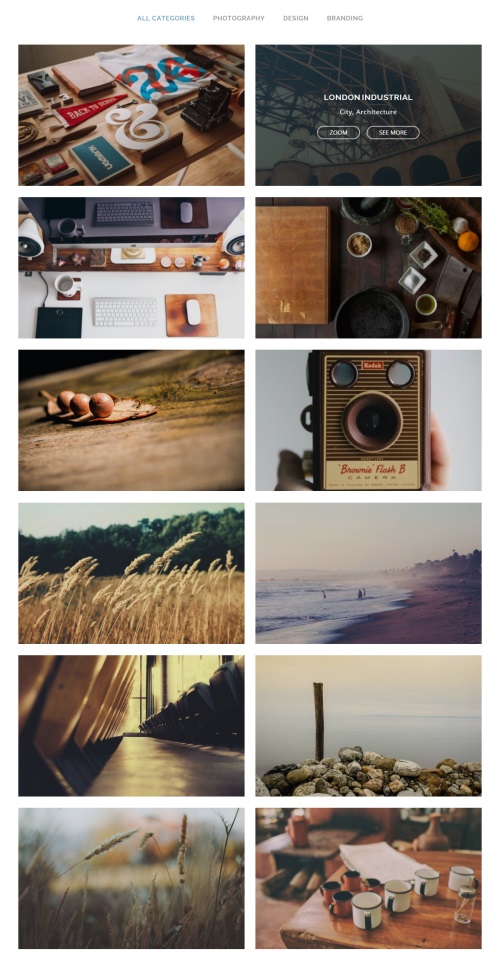 ALL CATEGORIES PHOTOGRAPHY DESIGN BRANDING
BACK TO SCHOOL
&
LONDON INDUSTRIAL
City, Architecture
ZOOM SEE MORE
Kodak
'Brownie' Flash B
CAMERA